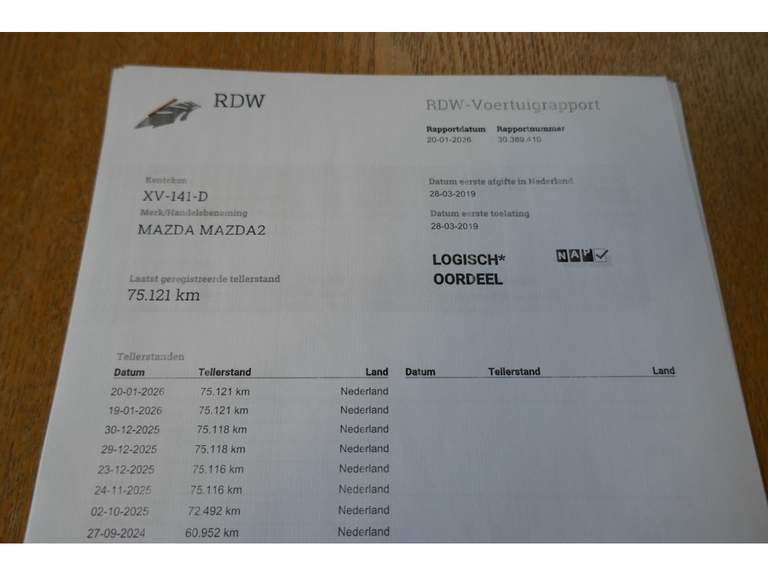 RDW
RDW-Voertuigrapport
Rapportdatum Rapportnummer
20-01-2026 30.389.410
Kenteken
XV-141-D
Merk/Handelsbenaming
MAZDA MAZDA2
Datum eerste afgifte in Nederland
28-03-2019
Datum eerste toelating
28-03-2019
LOGISCH*
OORDEEL
NAP
Laatst geregistreerde tellerstand
75.121 km
Tellerstanden
Datum Tellerstand Land Datum Tellerstand Land
20-01-2026 75.121 km Nederland
19-01-2026 75.121 km Nederland
30-12-2025 75.118 km Nederland
29-12-2025 75.118 km Nederland
23-12-2025 75.116 km Nederland
24-11-2025 75.116 km Nederland
02-10-2025 72.492 km Nederland
27-09-2024 60.952 km Nederland